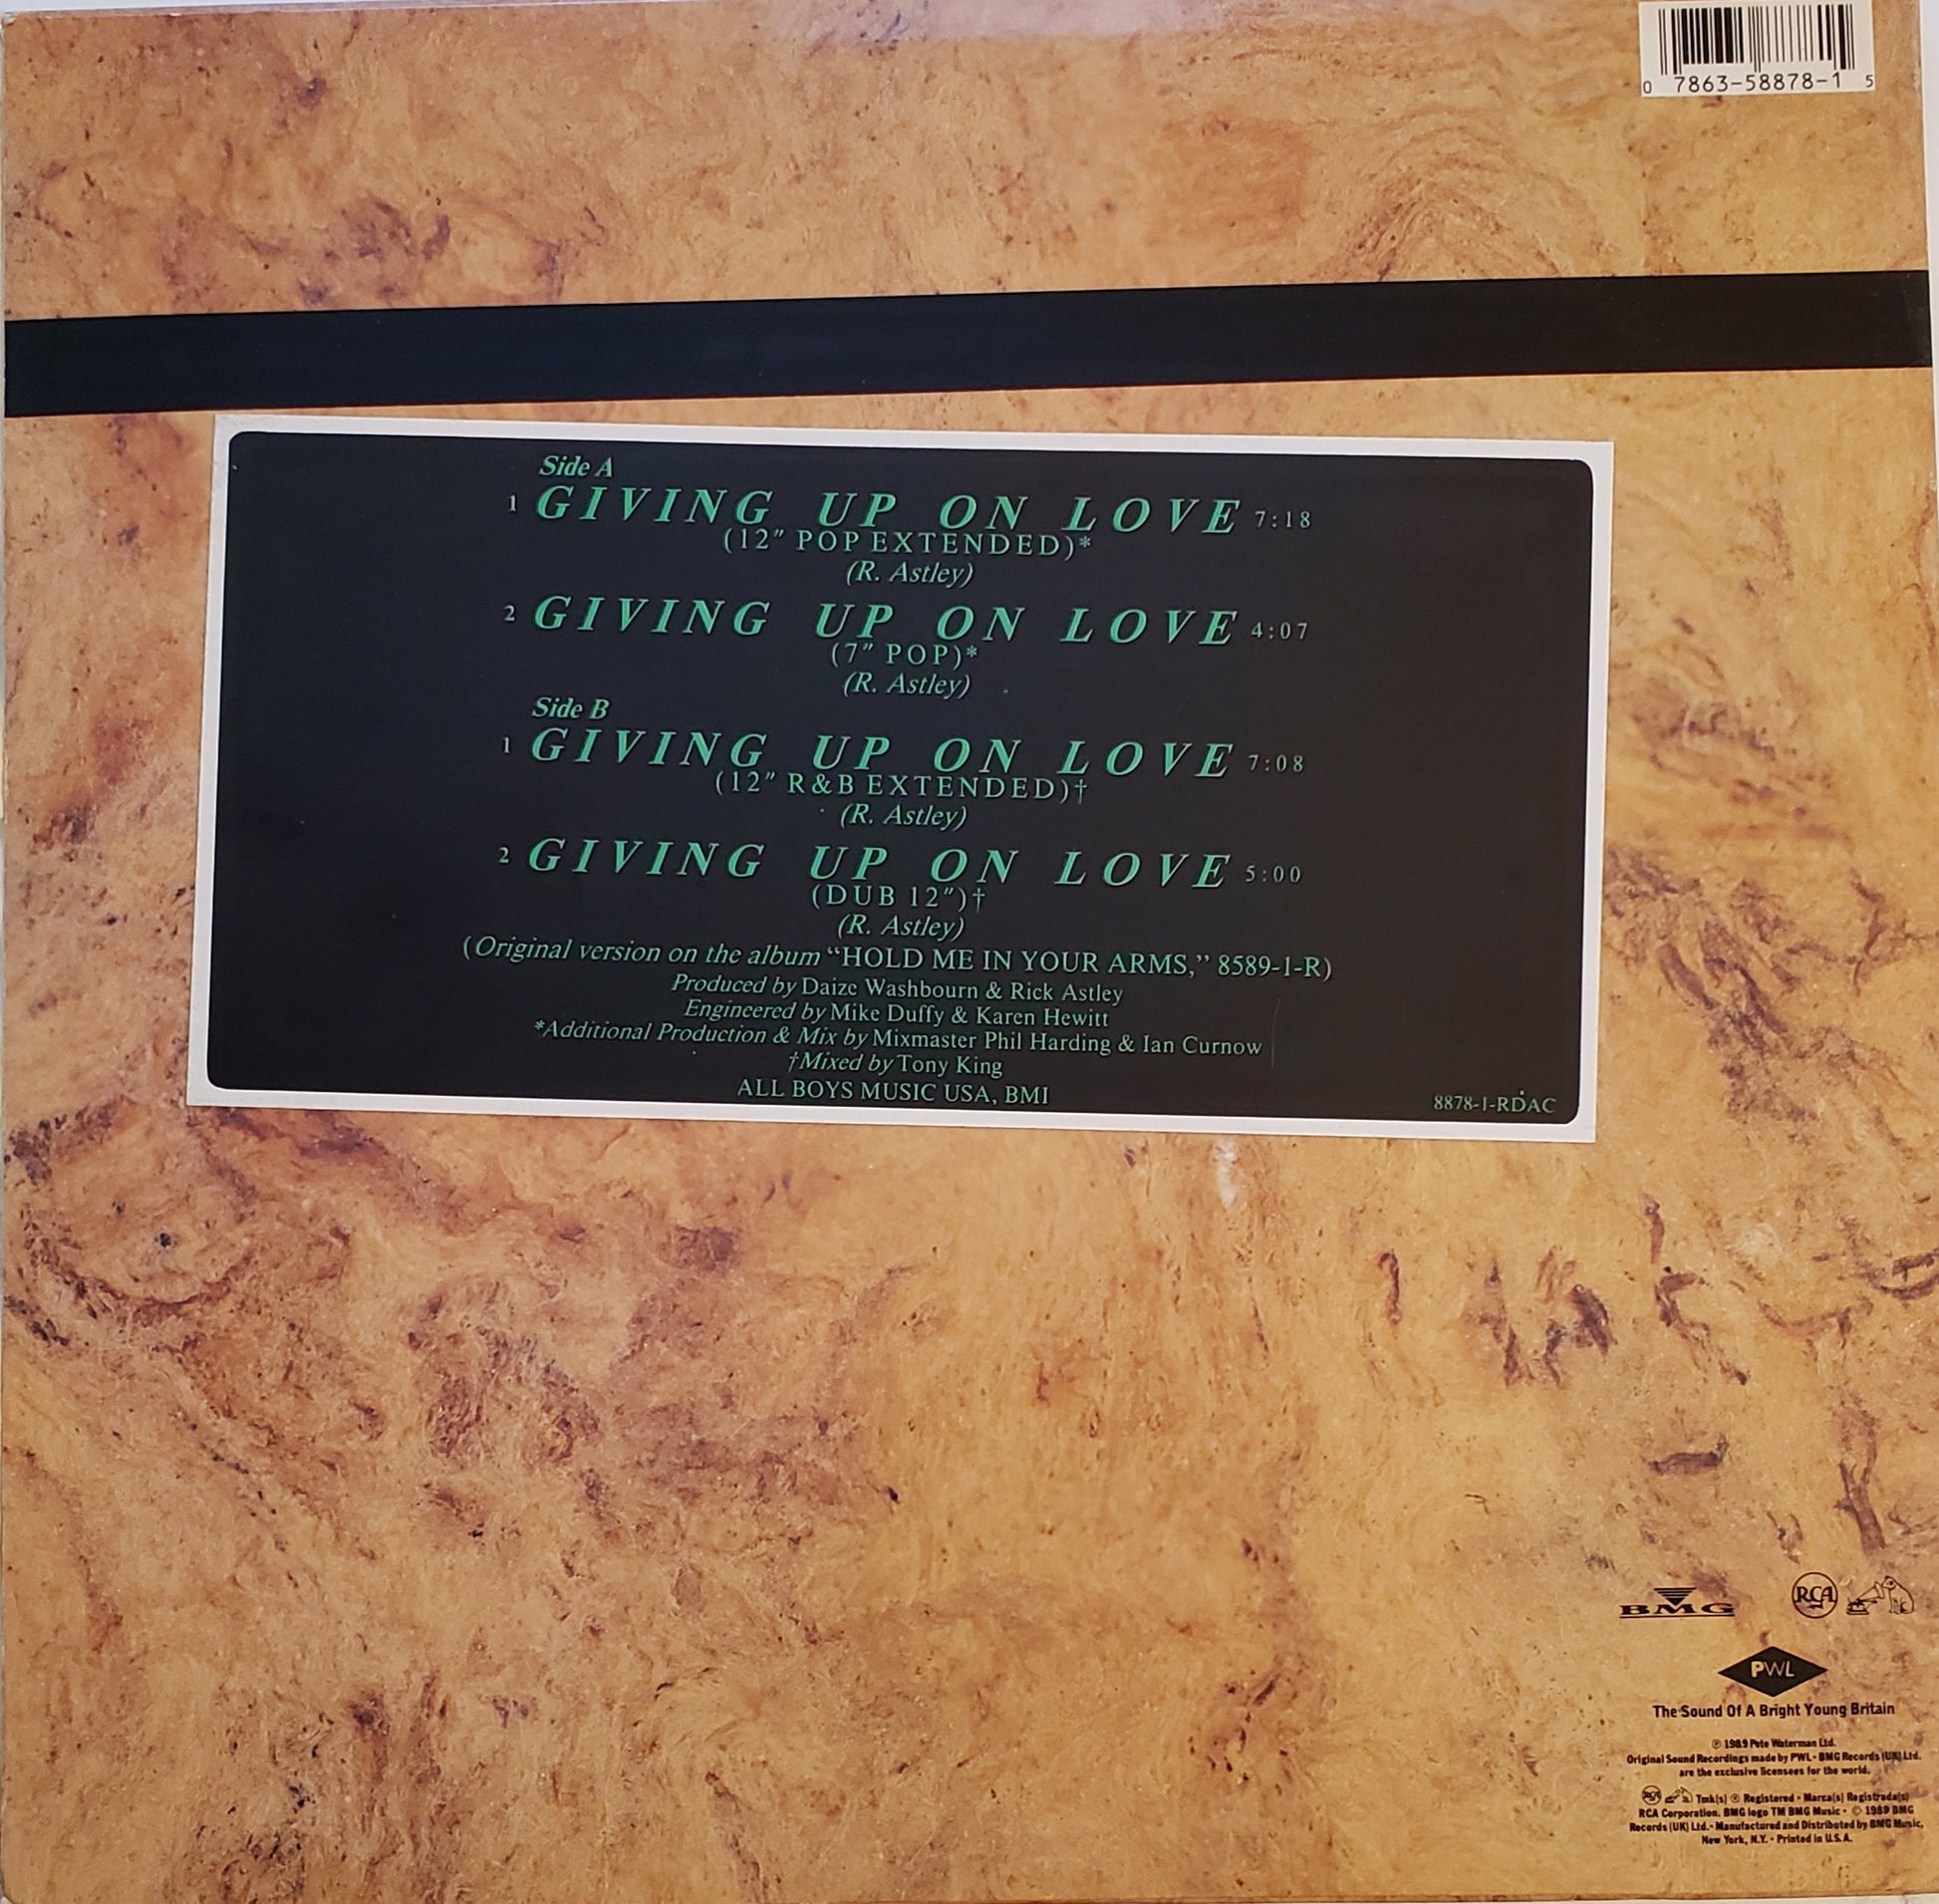 0 7863-58878-1 5
Side A
1 GIVING UP ON LOVE 7:18
(12" POP EXTENDED)*
(R. Astley)
2 GIVING UP ON LOVE 4:07
(7" POP)*
(R. Astley)
Side B
1 GIVING UP ON LOVE 7:08
(12" R&B EXTENDED)†
(R. Astley)
2 GIVING UP ON LOVE 5:00
(DUB 12")†
(R. Astley)
(Original version on the album “HOLD ME IN YOUR ARMS,” 8589-1-R)
Produced by Daize Washbourn & Rick Astley
Engineered by Mike Duffy & Karen Hewitt
*Additional Production & Mix by Mixmaster Phil Harding & Ian Curnow
†Mixed by Tony King
ALL BOYS MUSIC USA, BMI
8878-1-RDAC
BMG RCA
PWL
The Sound Of A Bright Young Britain
℗ 1989 Pete Waterman Ltd.
Original Sound Recordings made by PWL • BMG Records (UK) Ltd.
are the exclusive licensees for the world.
RCA Tmk(s) ® Registered • Marca(s) Registrada(s)
RCA Corporation. BMG logo TM BMG Music • © 1989 BMG
Records (UK) Ltd. • Manufactured and Distributed by BMG Music,
New York, N.Y. • Printed in U.S.A.